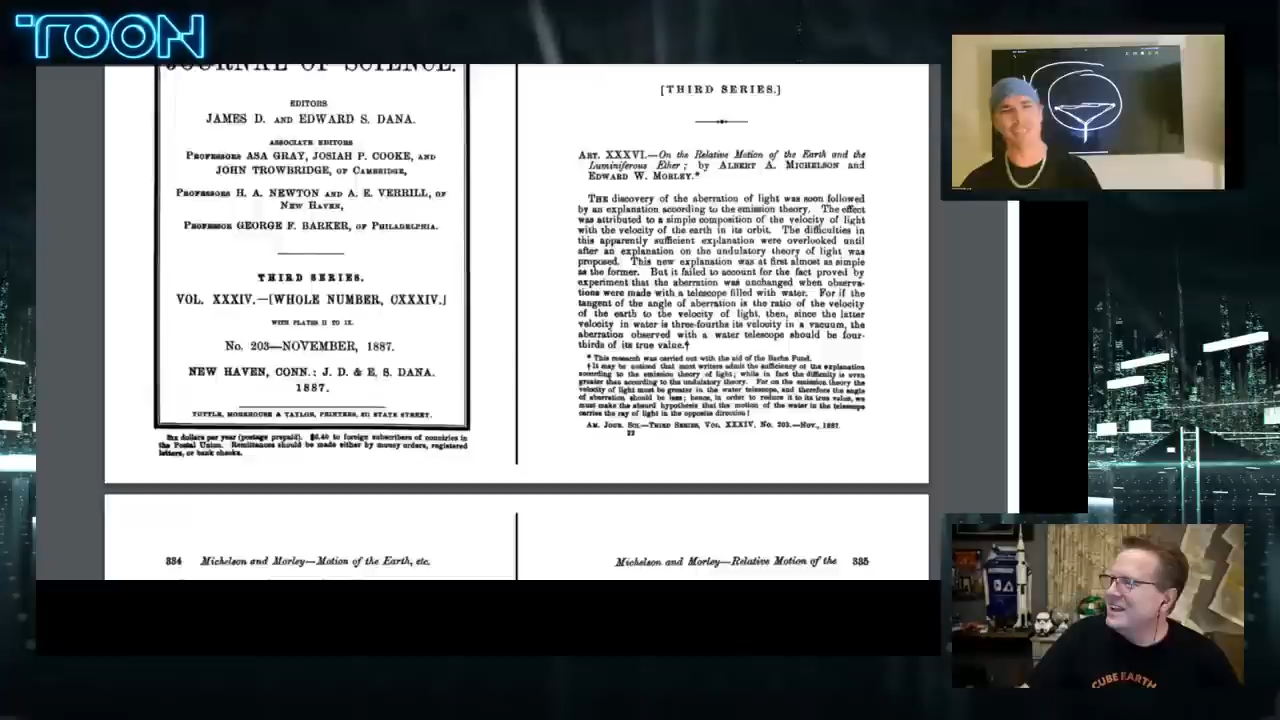 TOON
JOURNAL OF SCIENCE.
EDITORS
JAMES D. AND EDWARD S. DANA.
ASSOCIATE EDITORS
PROFESSORS ASA GRAY, JOSIAH P. COOKE, AND
JOHN TROWBRIDGE, OF CAMBRIDGE,
PROFESSORS H. A. NEWTON AND A. E. VERRILL, OF
NEW HAVEN,
PROFESSOR GEORGE F. BARKER, OF PHILADELPHIA.
THIRD SERIES.
VOL. XXXIV.—[WHOLE NUMBER, CXXXIV.]
WITH PLATES II TO IX.
No. 203—NOVEMBER, 1887.
NEW HAVEN, CONN.: J. D. & E. S. DANA.
1887.
TUTTLE, MOREHOUSE & TAYLOR, PRINTERS, 371 STATE STREET.
Six dollars per year (postage prepaid). $6.40 to foreign subscribers of countries in
the Postal Union. Remittances should be made either by money orders, registered
letters, or bank checks.
[THIRD SERIES.]
ART. XXXVI.—On the Relative Motion of the Earth and the
Luminiferous Ether; by ALBERT A. MICHELSON and
EDWARD W. MORLEY.*
THE discovery of the aberration of light was soon followed
by an explanation according to the emission theory. The effect
was attributed to a simple composition of the velocity of light
with the velocity of the earth in its orbit. The difficulties in
this apparently sufficient explanation were overlooked until
after an explanation on the undulatory theory of light was
proposed. This new explanation was at first almost as simple
as the former. But it failed to account for the fact proved by
experiment that the aberration was unchanged when observa-
tions were made with a telescope filled with water. For if the
tangent of the angle of aberration is the ratio of the velocity
of the earth to the velocity of light, then, since the latter
velocity in water is three-fourths its velocity in a vacuum, the
aberration observed with a water telescope should be four-
thirds of its true value.†
* This research was carried out with the aid of the Bache Fund.
† It may be noticed that most writers admit the sufficiency of the explanation
according to the emission theory of light; while in fact the difficulty is even
greater than according to the undulatory theory. For on the emission theory the
velocity of light must be greater in the water telescope, and therefore the angle
of aberration should be less; hence, in order to reduce it to its true value, we
must make the absurd hypothesis that the motion of the water in the telescope
carries the ray of light in the opposite direction!
AM. JOUR. SCI.—THIRD SERIES, VOL. XXXIV, No. 203.—NOV., 1887.
22
334 Michelson and Morley—Motion of the Earth, etc.
Michelson and Morley—Relative Motion of the 335
CUBE EARTH